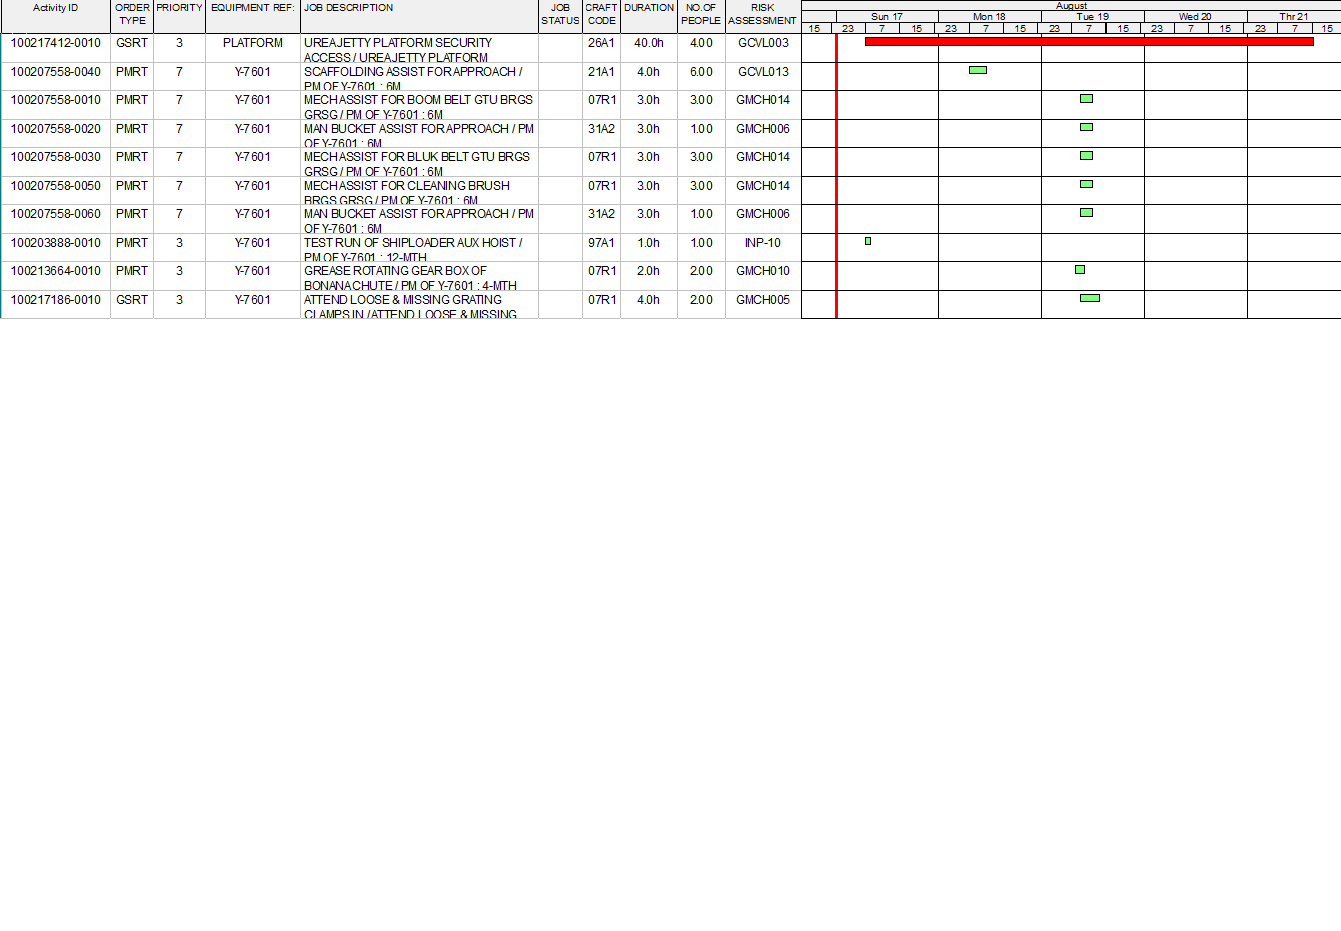 August
Activity ID ORDER TYPE PRIORITY EQUIPMENT REF: JOB DESCRIPTION JOB STATUS CRAFT CODE DURATION NO.OF PEOPLE RISK ASSESSMENT Sun 17 Mon 18 Tue 19 Wed 20 Thr 21
15 23 7 15 23 7 15 23 7 15 23 7 15 23 7 15
100217412-0010 GSRT 3 PLATFORM UREAJETTY PLATFORM SECURITY 26A1 40.0h 4.00 GCVL003
ACCESS / UREAJETTY PLATFORM
100207558-0040 PMRT 7 Y-7601 SCAFFOLDING ASSIST FOR APPROACH / 21A1 4.0h 6.00 GCVL013
PM OF Y-7601 : 6M
100207558-0010 PMRT 7 Y-7601 MECH ASSIST FOR BOOM BELT GTU BRGS 07R1 3.0h 3.00 GMCH014
GRSG / PM OF Y-7601 : 6M
100207558-0020 PMRT 7 Y-7601 MAN BUCKET ASSIST FOR APPROACH / PM 31A2 3.0h 1.00 GMCH006
OF Y-7601 : 6M
100207558-0030 PMRT 7 Y-7601 MECH ASSIST FOR BLUK BELT GTU BRGS 07R1 3.0h 3.00 GMCH014
GRSG / PM OF Y-7601 : 6M
100207558-0050 PMRT 7 Y-7601 MECH ASSIST FOR CLEANING BRUSH 07R1 3.0h 3.00 GMCH014
BRGS GRSG / PM OF Y-7601 : 6M
100207558-0060 PMRT 7 Y-7601 MAN BUCKET ASSIST FOR APPROACH / PM 31A2 3.0h 1.00 GMCH006
OF Y-7601 : 6M
100203888-0010 PMRT 3 Y-7601 TEST RUN OF SHIPLOADER AUX HOIST / 97A1 1.0h 1.00 INP-10
PM OF Y-7601 : 12-MTH
100213664-0010 PMRT 3 Y-7601 GREASE ROTATING GEAR BOX OF 07R1 2.0h 2.00 GMCH010
BONANA CHUTE / PM OF Y-7601 : 4-MTH
100217186-0010 GSRT 3 Y-7601 ATTEND LOOSE & MISSING GRATING 07R1 4.0h 2.00 GMCH005
CLAMPS IN /ATTEND LOOSE & MISSING